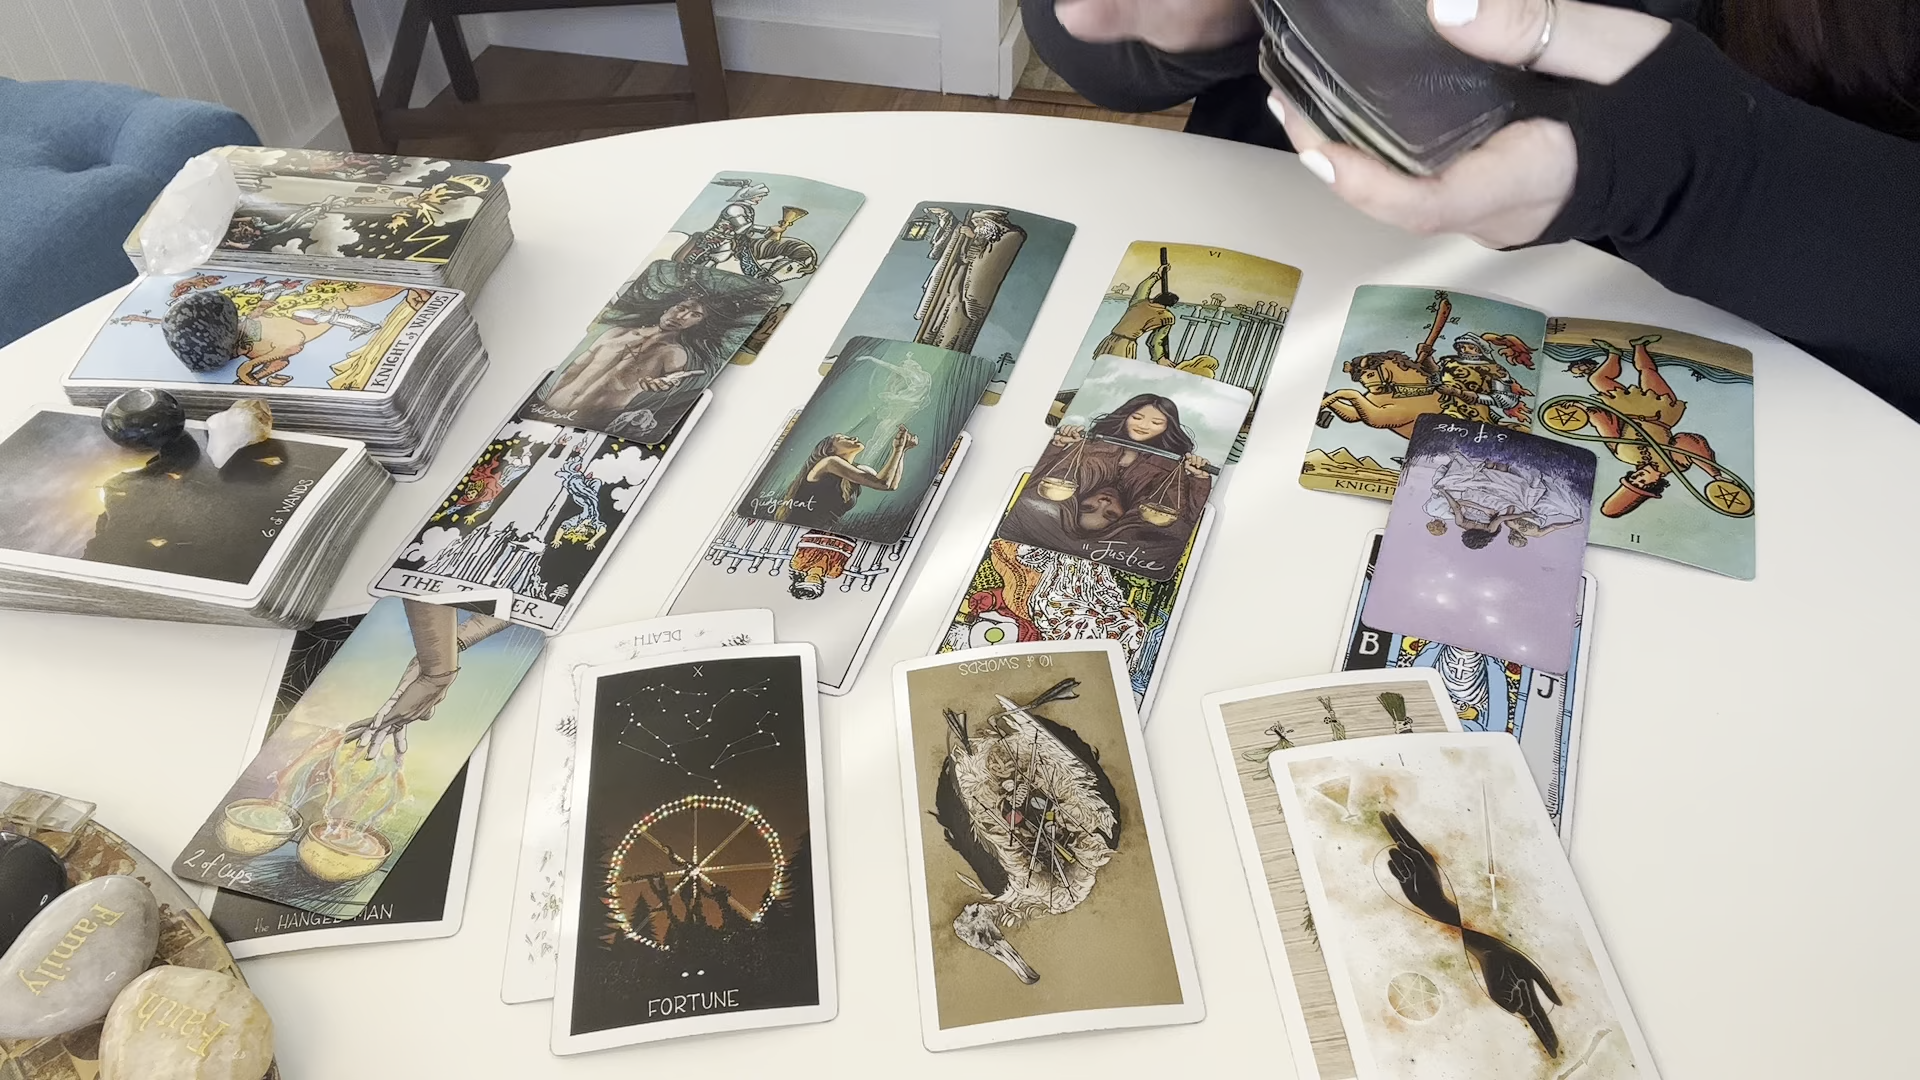 KNIGHT of WANDS
6 of WANDS
VI
the Devil
Judgement
Justice
KNIGHT
3 of Cups
II
THE T
ER.
B
J
DEATH
X
10 of SWORDS
I
2 of Cups
the HANGED MAN
FORTUNE
Family
Faith